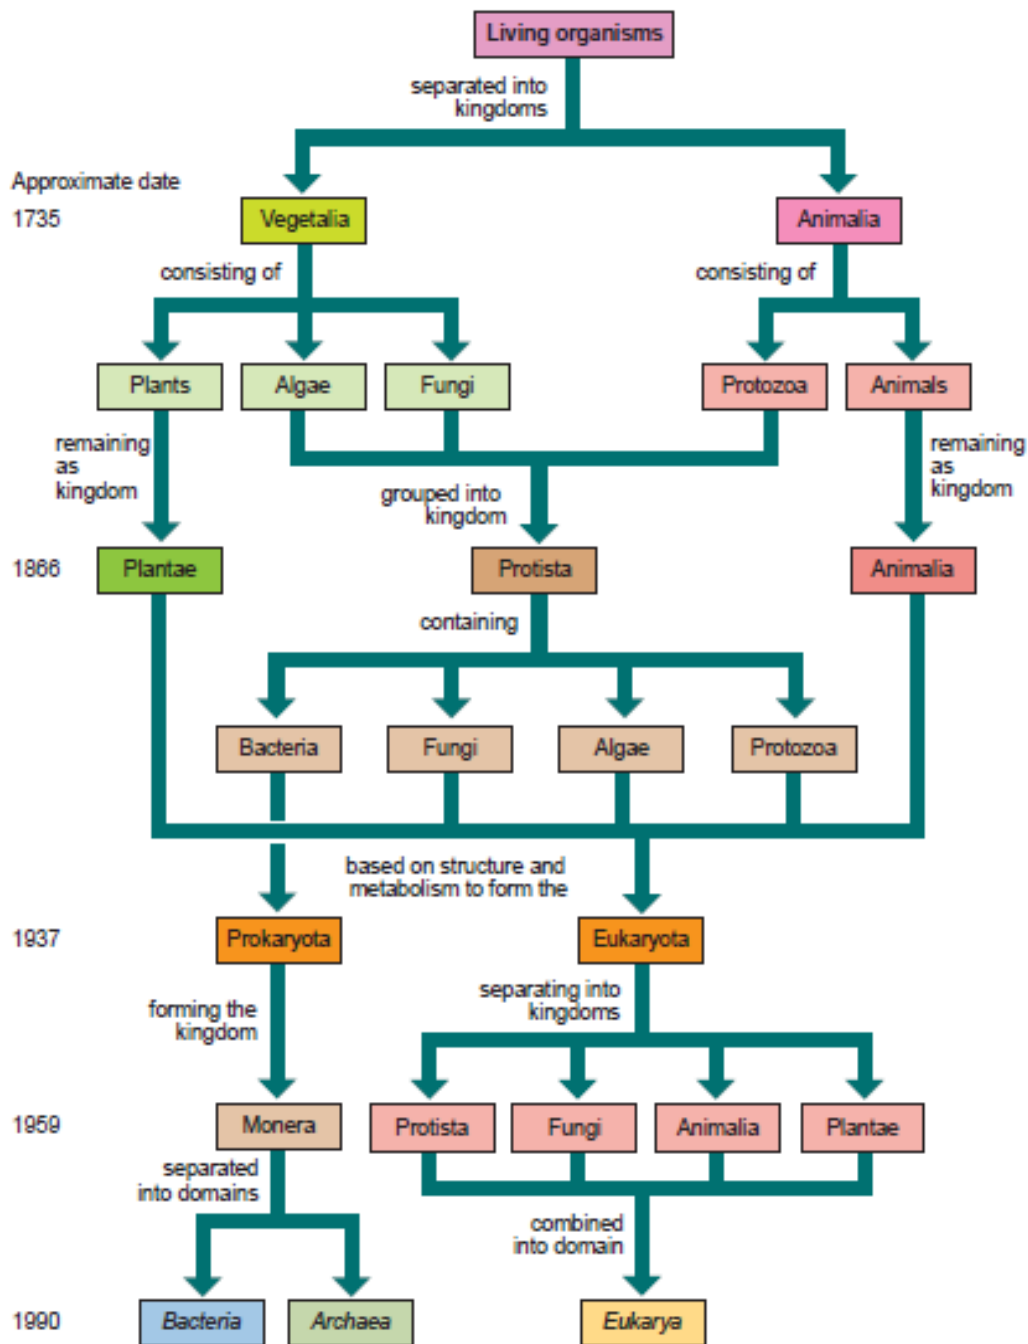 Living organisms
separated into
kingdoms
Approximate date
1735
Vegetalia
Animalia
consisting of
consisting of
Plants
Algae
Fungi
Protozoa
Animals
remaining
as
kingdom
grouped into
kingdom
remaining
as
kingdom
1866
Plantae
Protista
Animalia
containing
Bacteria
Fungi
Algae
Protozoa
based on structure and
metabolism to form the
1937
Prokaryota
Eukaryota
forming the
kingdom
separating into
kingdoms
1959
Monera
Protista
Fungi
Animalia
Plantae
separated
into domains
combined
into domain
1990
Bacteria
Archaea
Eukarya